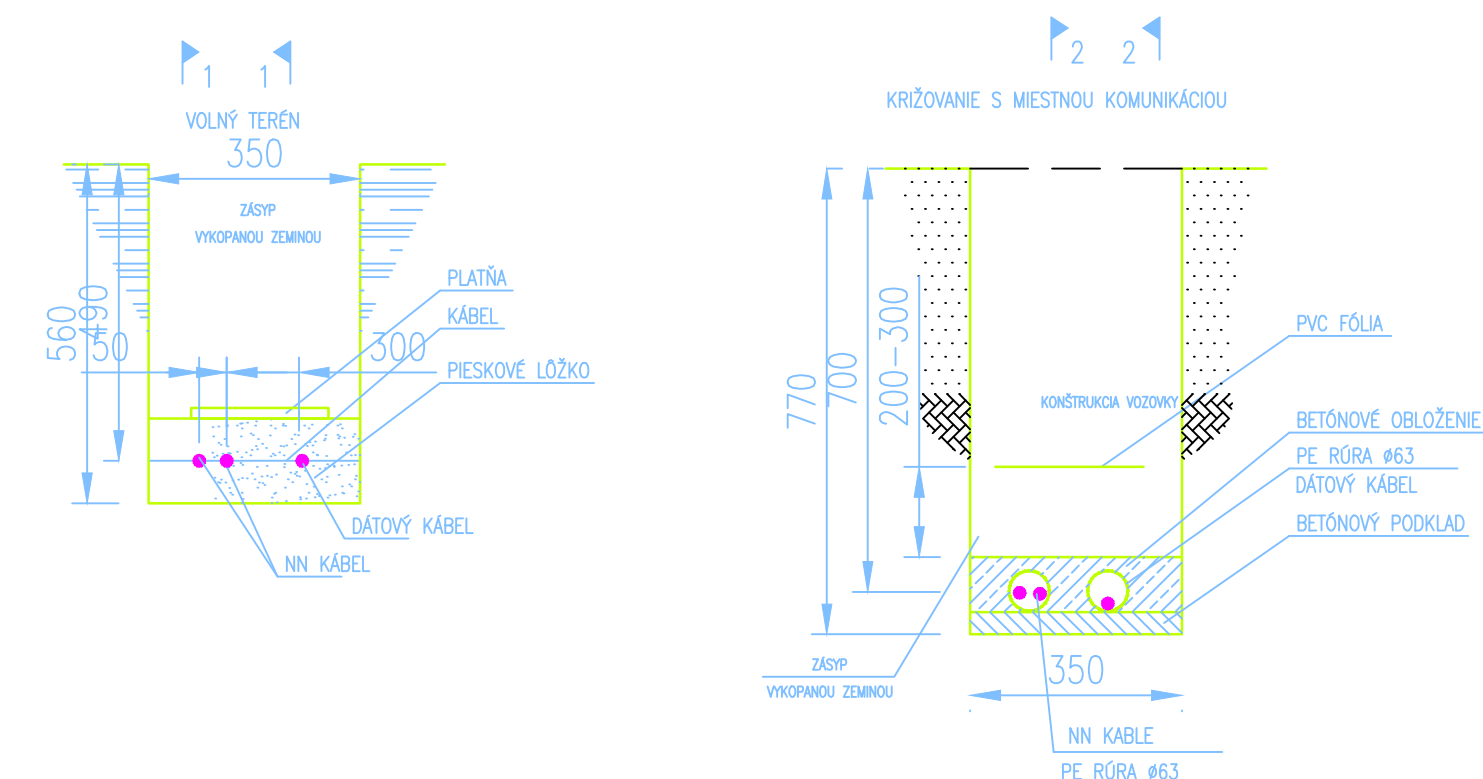 1 1
VOLNÝ TERÉN
350
ZÁSYP
VYKOPANOU ZEMINOU
560
490
50
300
PLATŇA
KÁBEL
PIESKOVÉ LÔŽKO
DÁTOVÝ KÁBEL
NN KÁBEL
2 2
KRIŽOVANIE S MIESTNOU KOMUNIKÁCIOU
770
700
200-300
KONŠTRUKCIA VOZOVKY
PVC FÓLIA
BETÓNOVÉ OBLOŽENIE
PE RÚRA ø63
DÁTOVÝ KÁBEL
BETÓNOVÝ PODKLAD
ZÁSYP
VYKOPANOU ZEMINOU
350
NN KABLE
PE RÚRA ø63